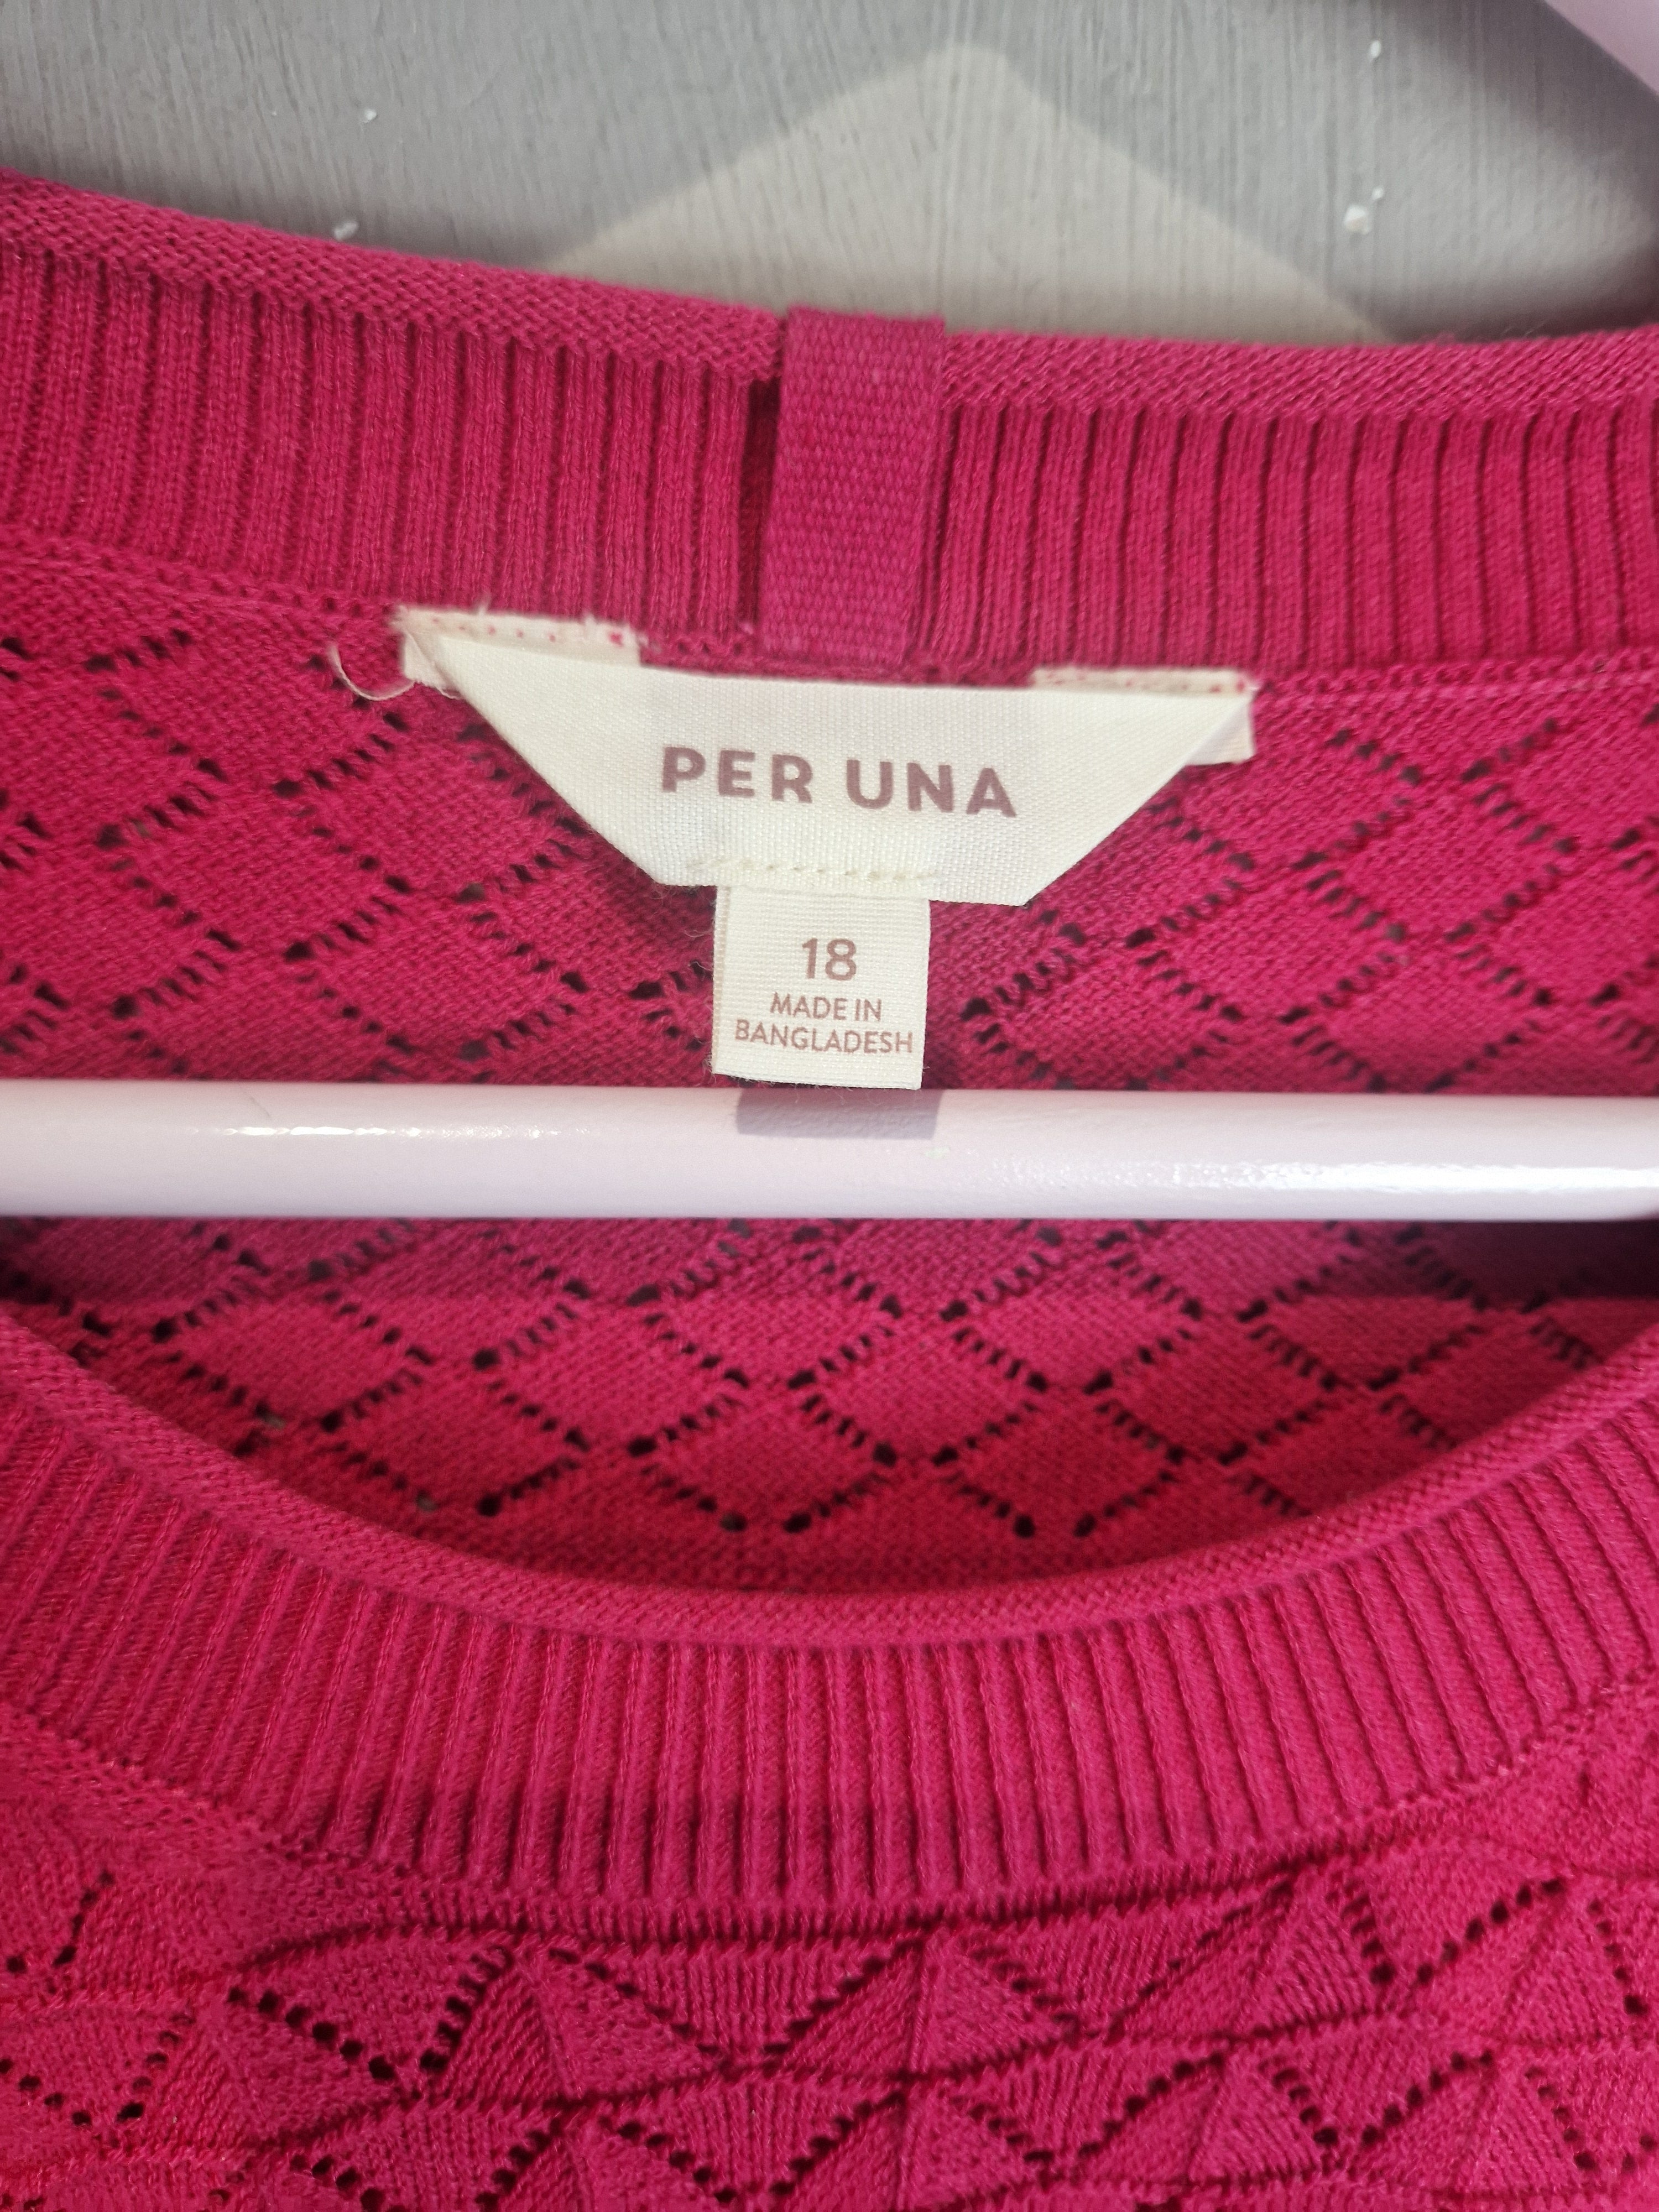 PER UNA
18
MADE IN
BANGLADESH